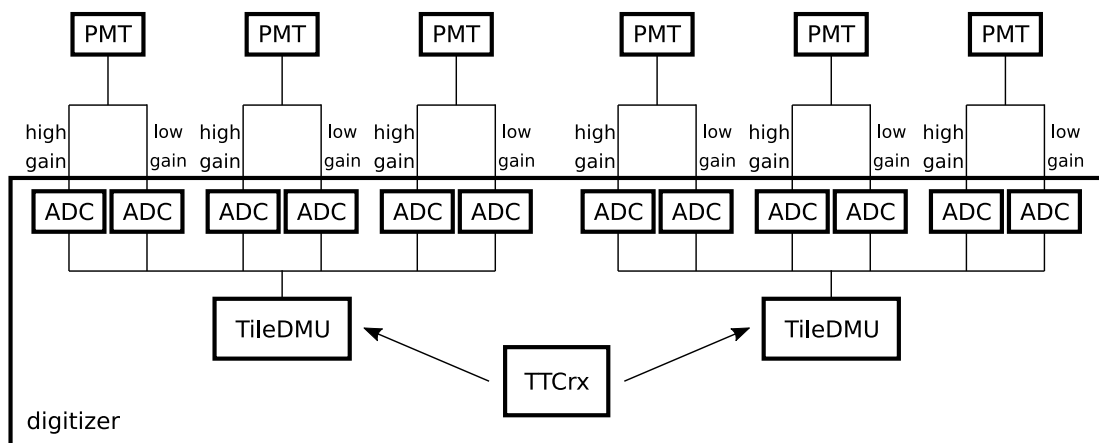 PMT PMT PMT PMT PMT PMT
high low high low high low high low high low high low
gain gain gain gain gain gain gain gain gain gain gain gain
ADC ADC ADC ADC ADC ADC ADC ADC ADC ADC ADC ADC
TileDMU TileDMU
TTCrx
digitizer